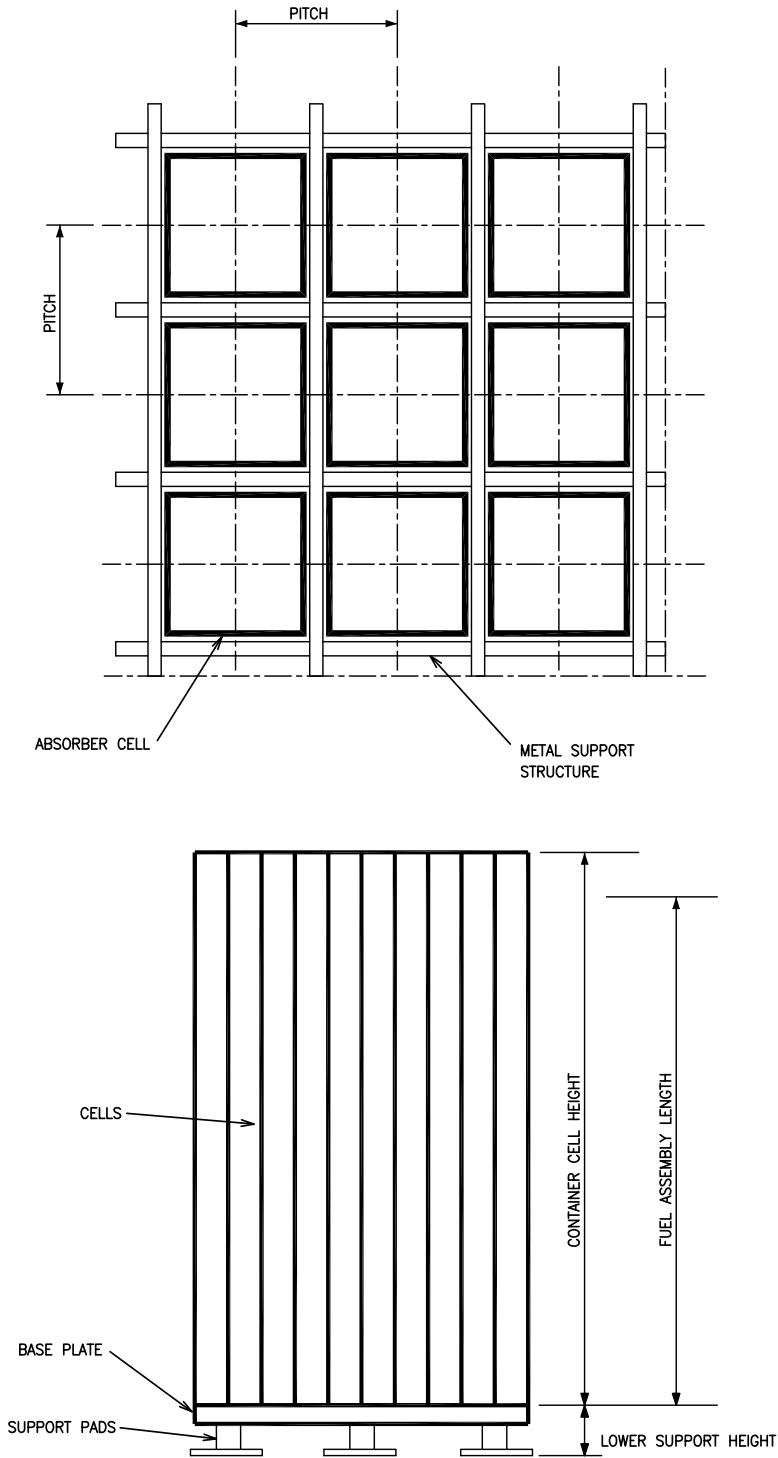 PITCH
PITCH
ABSORBER CELL
METAL SUPPORT
STRUCTURE
CELLS
CONTAINER CELL HEIGHT
FUEL ASSEMBLY LENGTH
BASE PLATE
SUPPORT PADS
LOWER SUPPORT HEIGHT